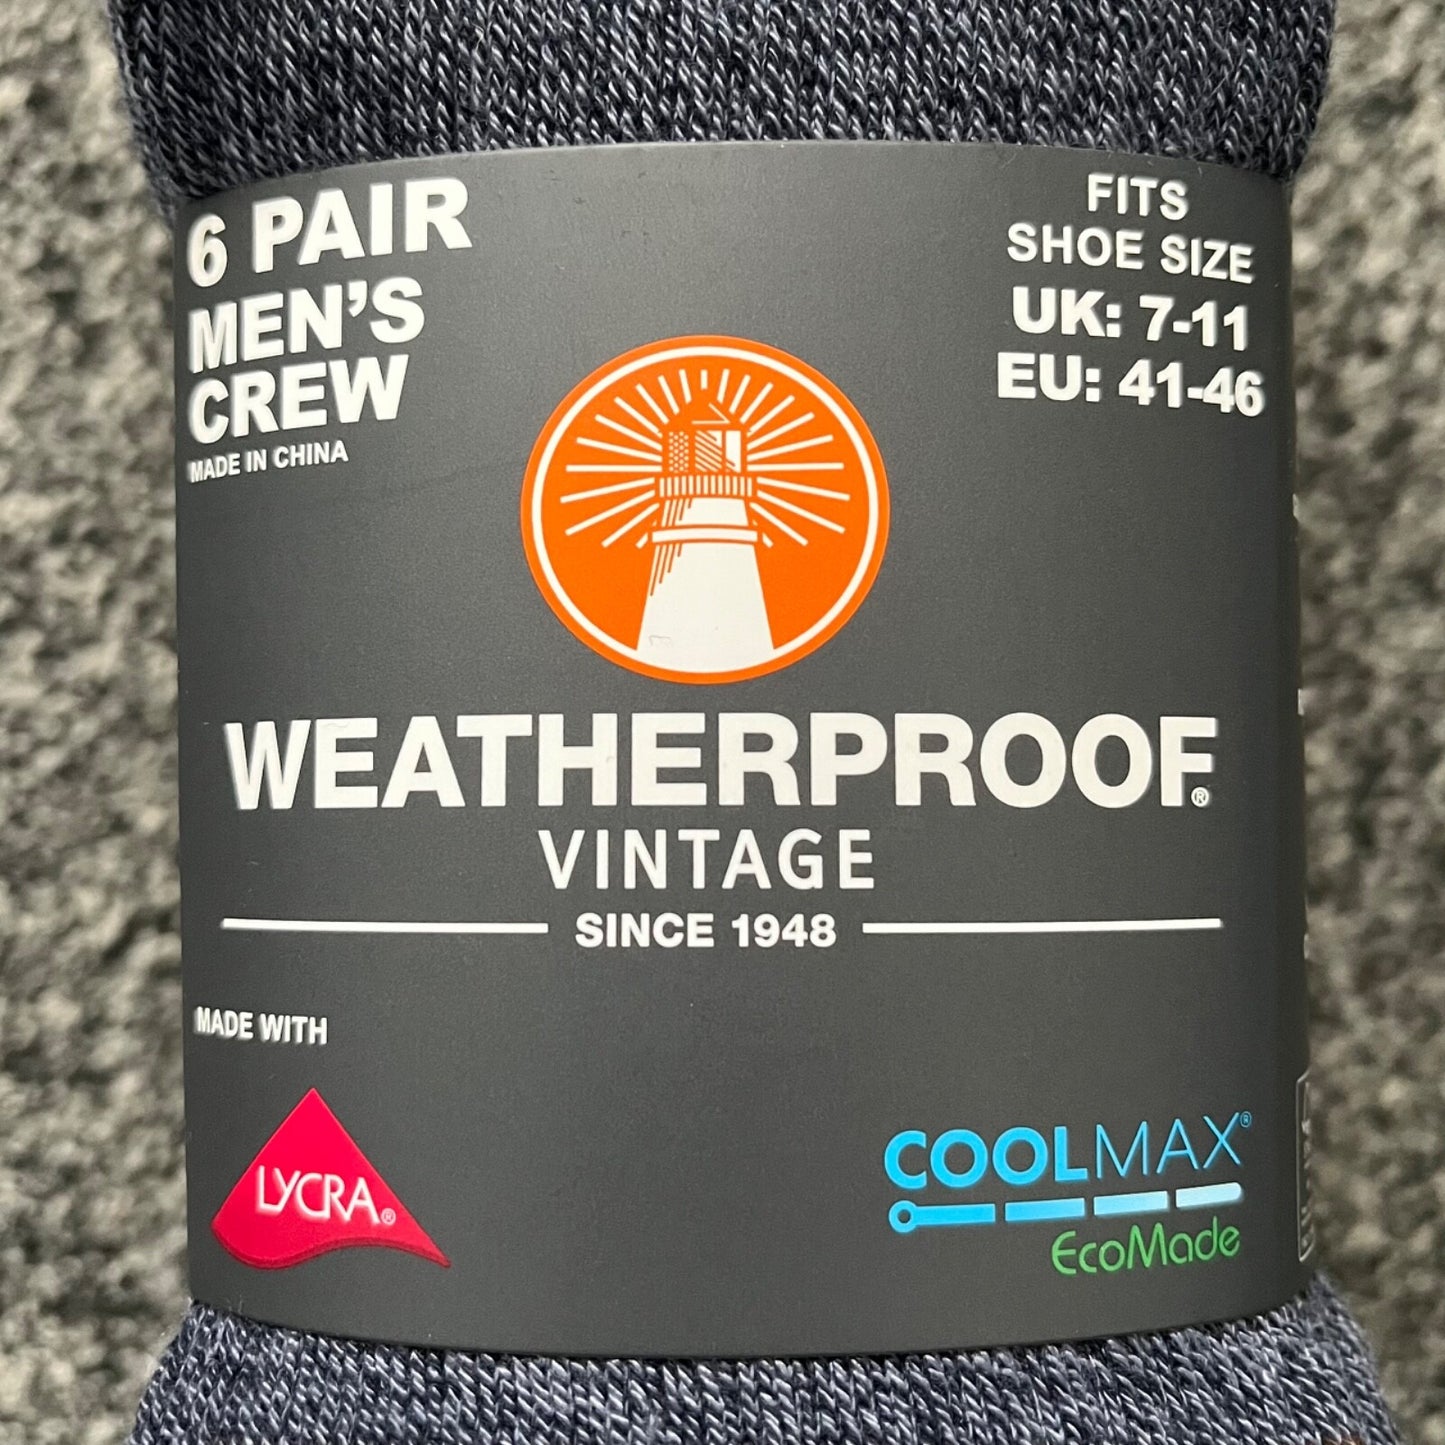 6 PAIR
MEN'S
CREW
MADE IN CHINA
FITS
SHOE SIZE
UK: 7-11
EU: 41-46
WEATHERPROOF®
VINTAGE
SINCE 1948
MADE WITH
LYCRA®
COOLMAX®
EcoMade